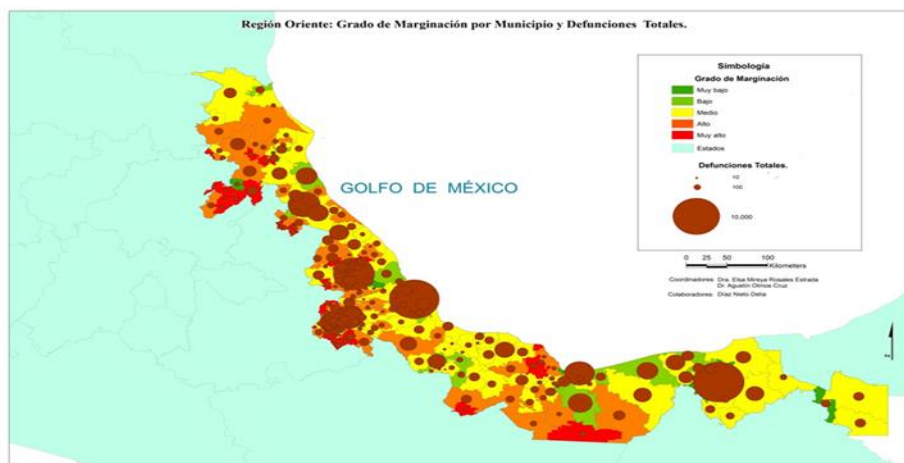 Región Oriente: Grado de Marginación por Municipio y Defunciones Totales.
Simbología
Grado de Marginación
Muy bajo
Bajo
Medio
Alto
Muy alto
Estados
Defunciones Totales.
10
100
10,000
GOLFO DE MÉXICO
0 25 50 100
Kilometers
Coordinadores: Dra. Elsa Mireya Rosales Estrada
Dr. Agustín Olmos Cruz
Colaboradores: Díaz Nieto Delia